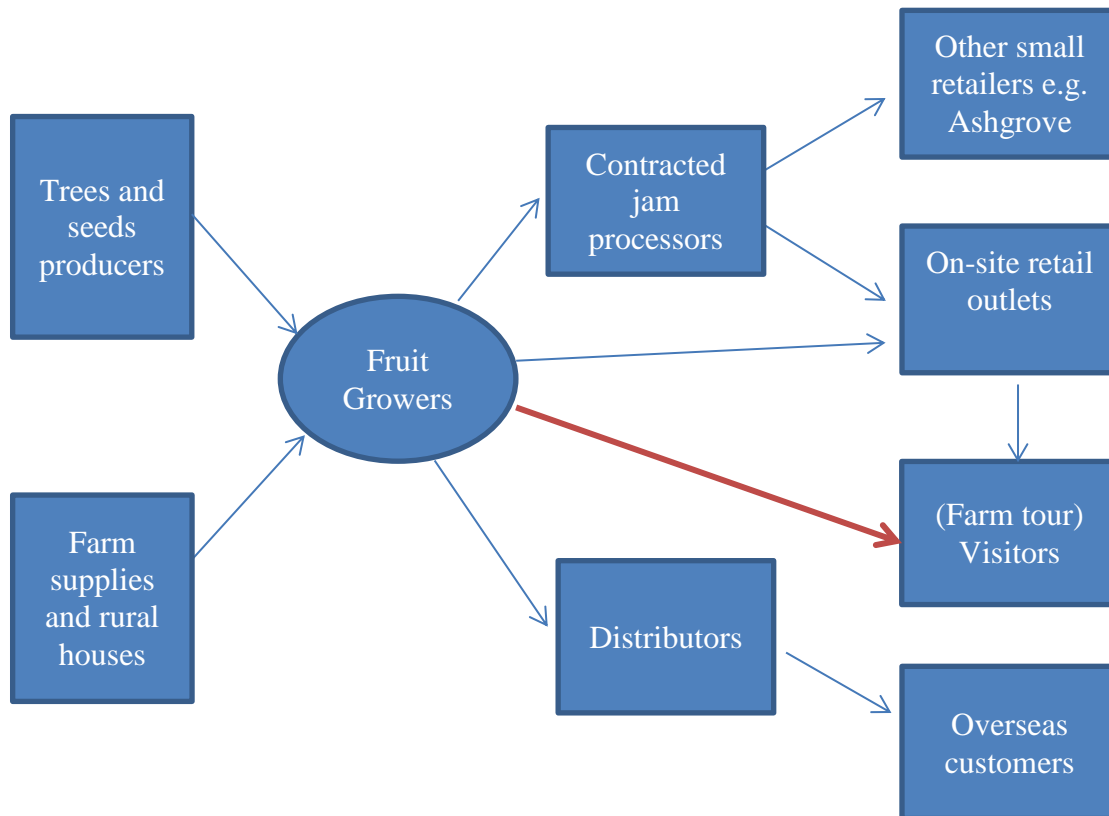 Trees and
seeds
producers
Farm
supplies
and rural
houses
Fruit
Growers
Contracted
jam
processors
Distributors
Other small
retailers e.g.
Ashgrove
On-site retail
outlets
(Farm tour)
Visitors
Overseas
customers